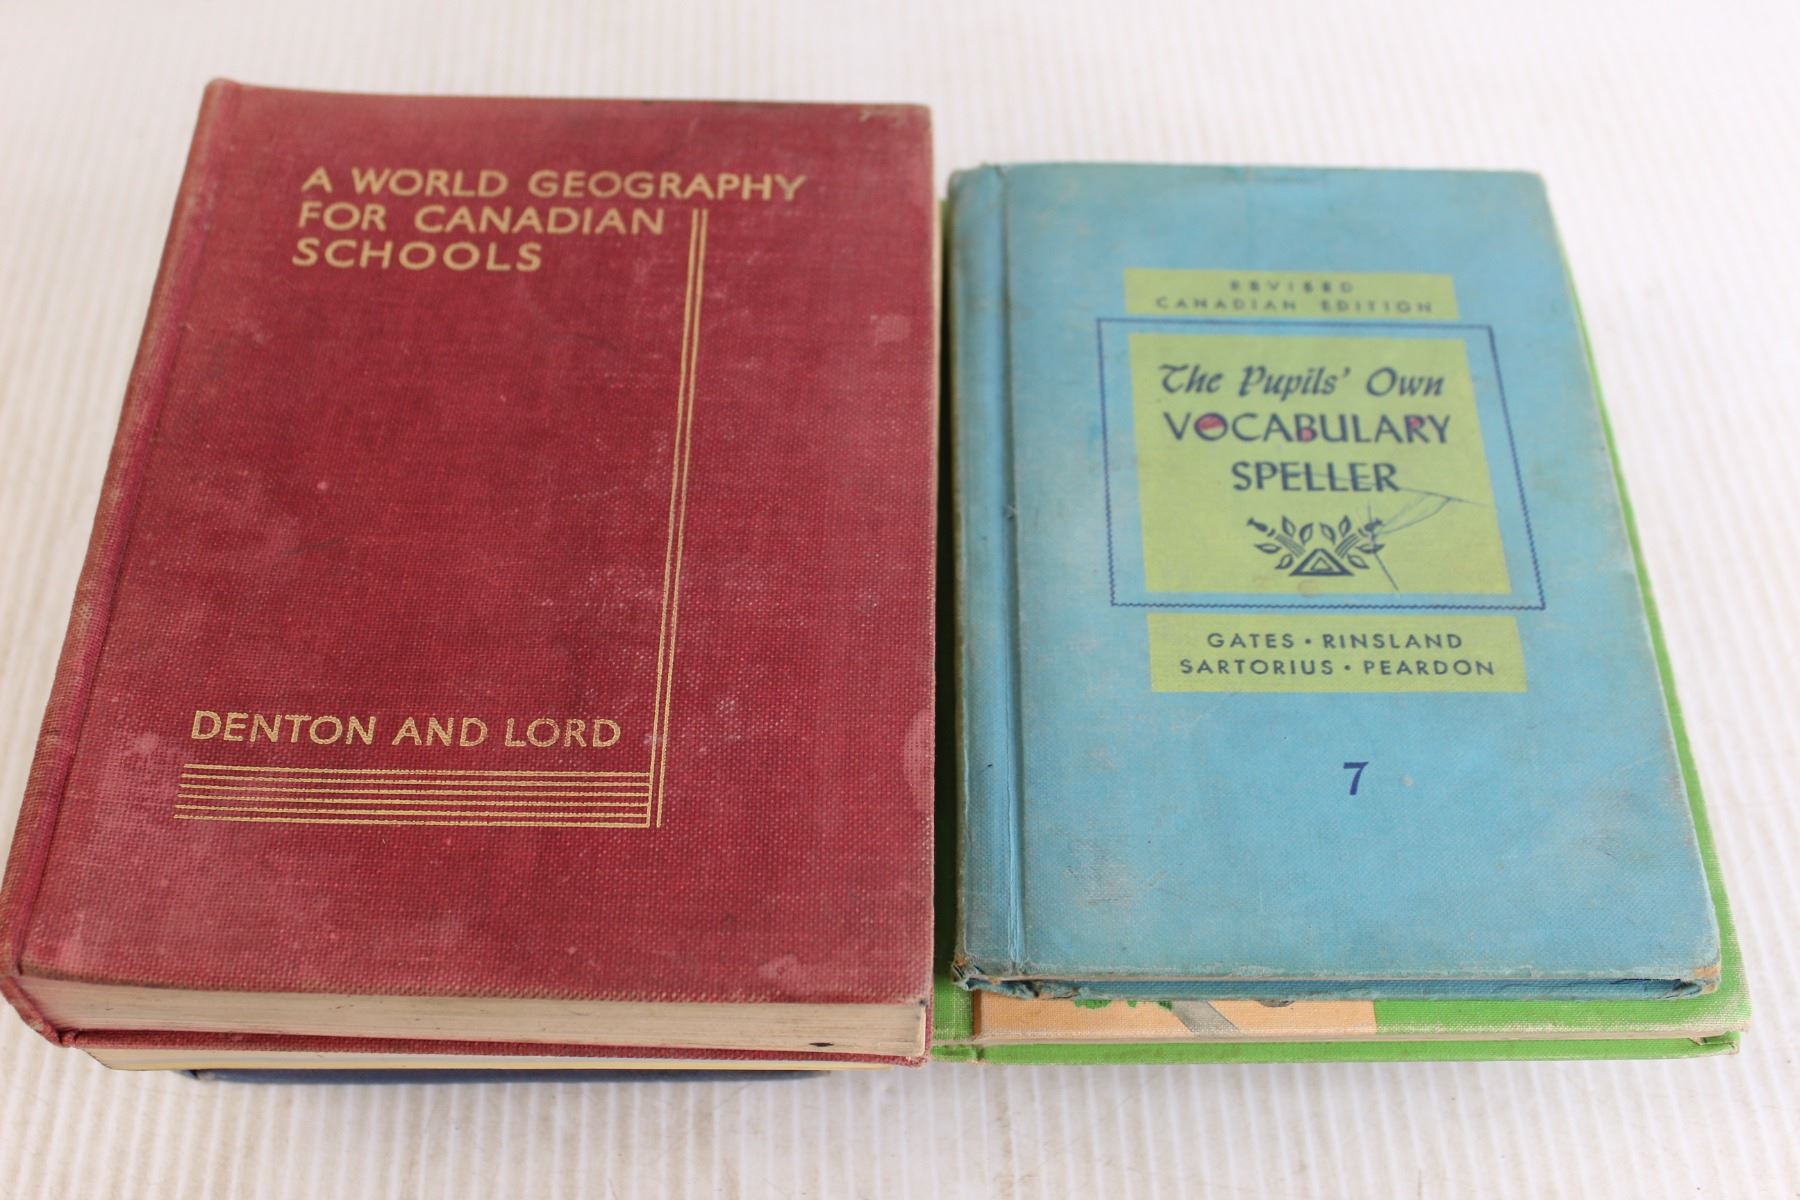 A WORLD GEOGRAPHY
FOR CANADIAN
SCHOOLS
DENTON AND LORD
REVISED
CANADIAN EDITION
The Pupils' Own
VOCABULARY
SPELLER
GATES • RINSLAND
SARTORIUS • PEARDON
7